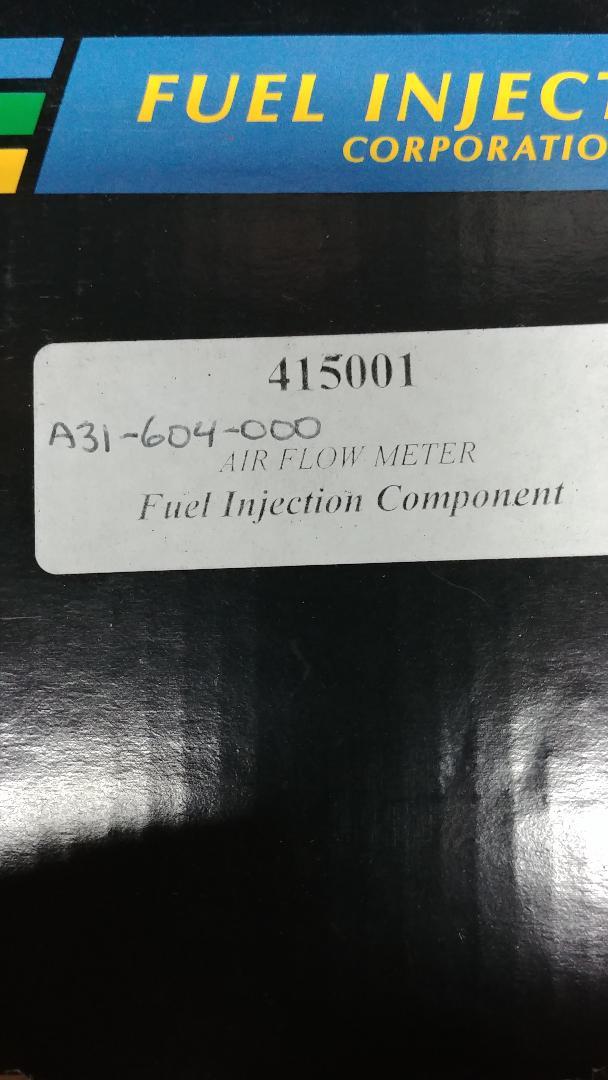 FUEL INJECT
CORPORATIO
415001
A31-604-000
AIR FLOW METER
Fuel Injection Component